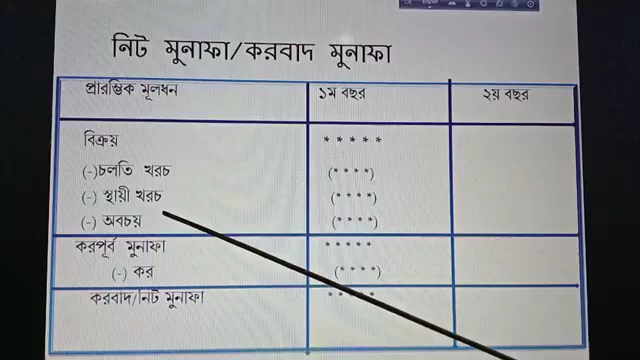 নিট মুনাফা/করবাদ মুনাফা
প্রারম্ভিক মূলধন ১ম বছর ২য় বছর
বিক্রয় * * * * *
(-)চলতি খরচ (* * * *)
(-) স্থায়ী খরচ (* * * *)
(-) অবচয় (* * * *)
করপূর্ব মুনাফা * * * * *
(-) কর (* * * *)
করবাদ/নিট মুনাফা * * * * *